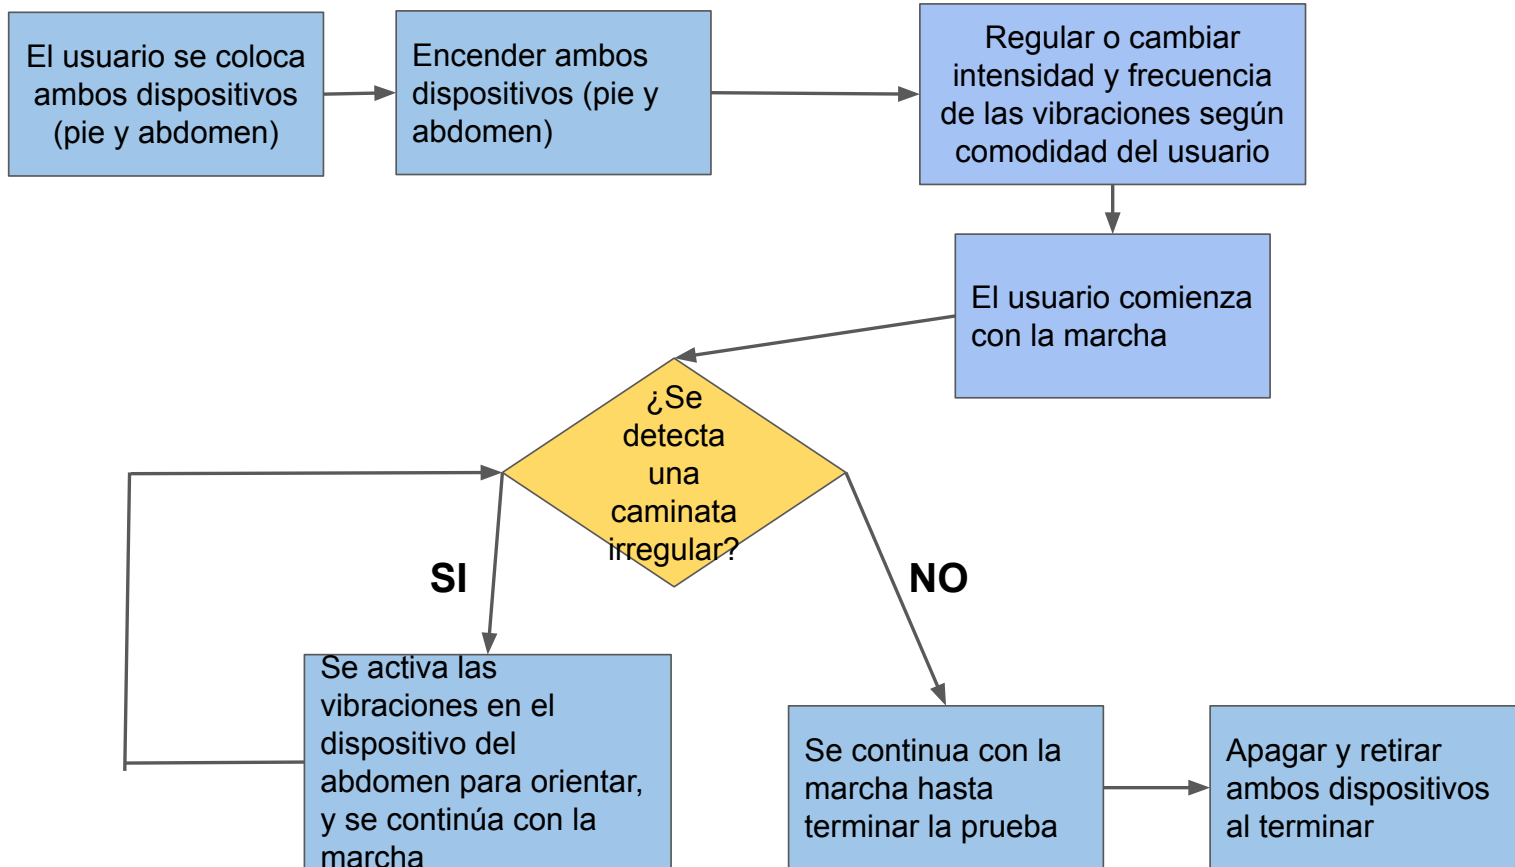 El usuario se coloca
ambos dispositivos
(pie y abdomen)
Encender ambos
dispositivos (pie y
abdomen)
Regular o cambiar
intensidad y frecuencia
de las vibraciones según
comodidad del usuario
El usuario comienza
con la marcha
¿Se
detecta
una
caminata
irregular?
SI
NO
Se activa las
vibraciones en el
dispositivo del
abdomen para orientar,
y se continúa con la
marcha
Se continua con la
marcha hasta
terminar la prueba
Apagar y retirar
ambos dispositivos
al terminar